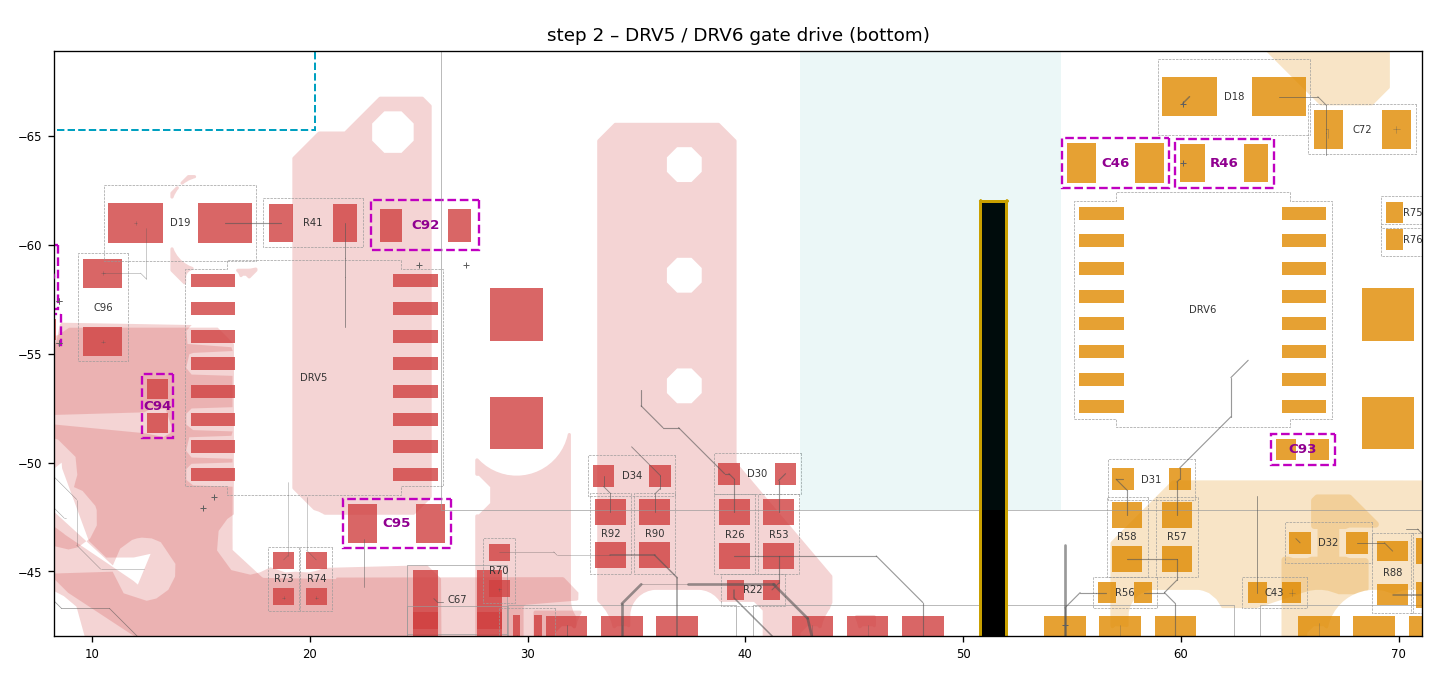 step 2 – DRV5 / DRV6 gate drive (bottom)
D18
−65
C72
C46 R46
R75
D19 R41 C92
−60
R76
C96
DRV6
−55
DRV5
C94
C93
−50
D34 D30 D31
C95
R92 R90 R26 R53 R58 R57
D32
R73 R74 R70
−45
R88
C67 R22 R56 C43
10 20 30 40 50 60 70